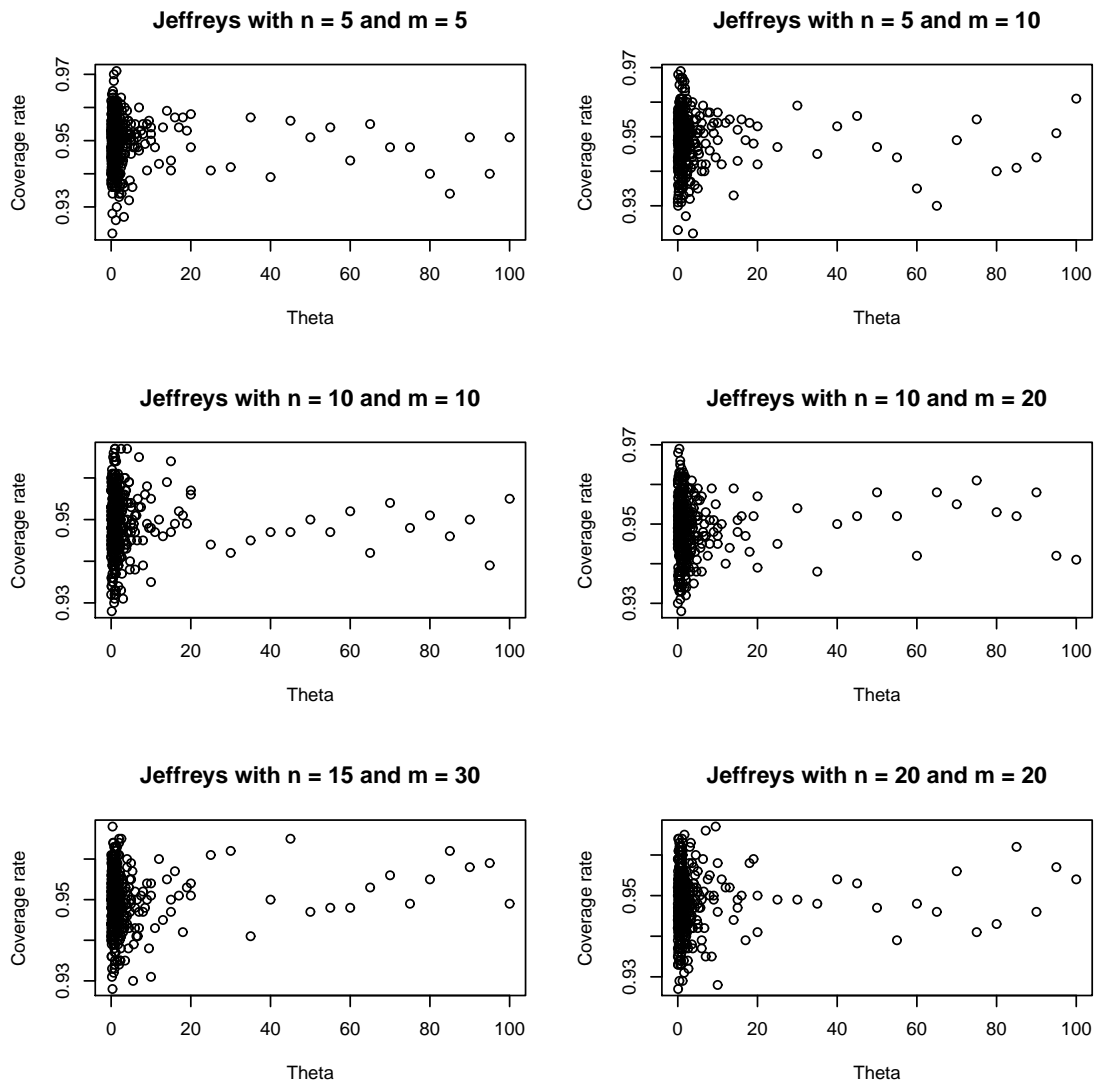 Jeffreys with n = 5 and m = 5
Coverage rate
0.93 0.95 0.97
0 20 40 60 80 100
Theta
Jeffreys with n = 5 and m = 10
Coverage rate
0.93 0.95 0.97
0 20 40 60 80 100
Theta
Jeffreys with n = 10 and m = 10
Coverage rate
0.93 0.95
0 20 40 60 80 100
Theta
Jeffreys with n = 10 and m = 20
Coverage rate
0.93 0.95 0.97
0 20 40 60 80 100
Theta
Jeffreys with n = 15 and m = 30
Coverage rate
0.93 0.95
0 20 40 60 80 100
Theta
Jeffreys with n = 20 and m = 20
Coverage rate
0.93 0.95
0 20 40 60 80 100
Theta